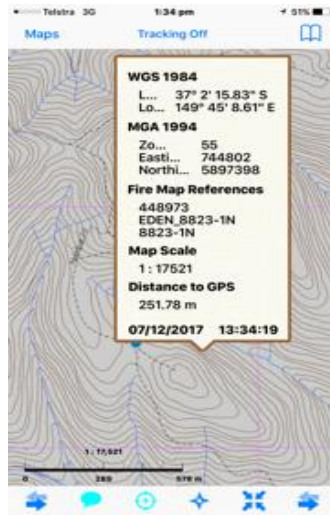 Telstra 3G 1:34 pm 51%
Maps Tracking Off
WGS 1984
L... 37° 2' 15.83" S
Lo... 149° 45' 8.61" E
MGA 1994
Zo... 55
Easti... 744802
Northi... 5897398
Fire Map References
448973
EDEN_8823-1N
8823-1N
Map Scale
1 : 17521
Distance to GPS
251.78 m
07/12/2017 13:34:19
1 : 17,521
0 289 578 m